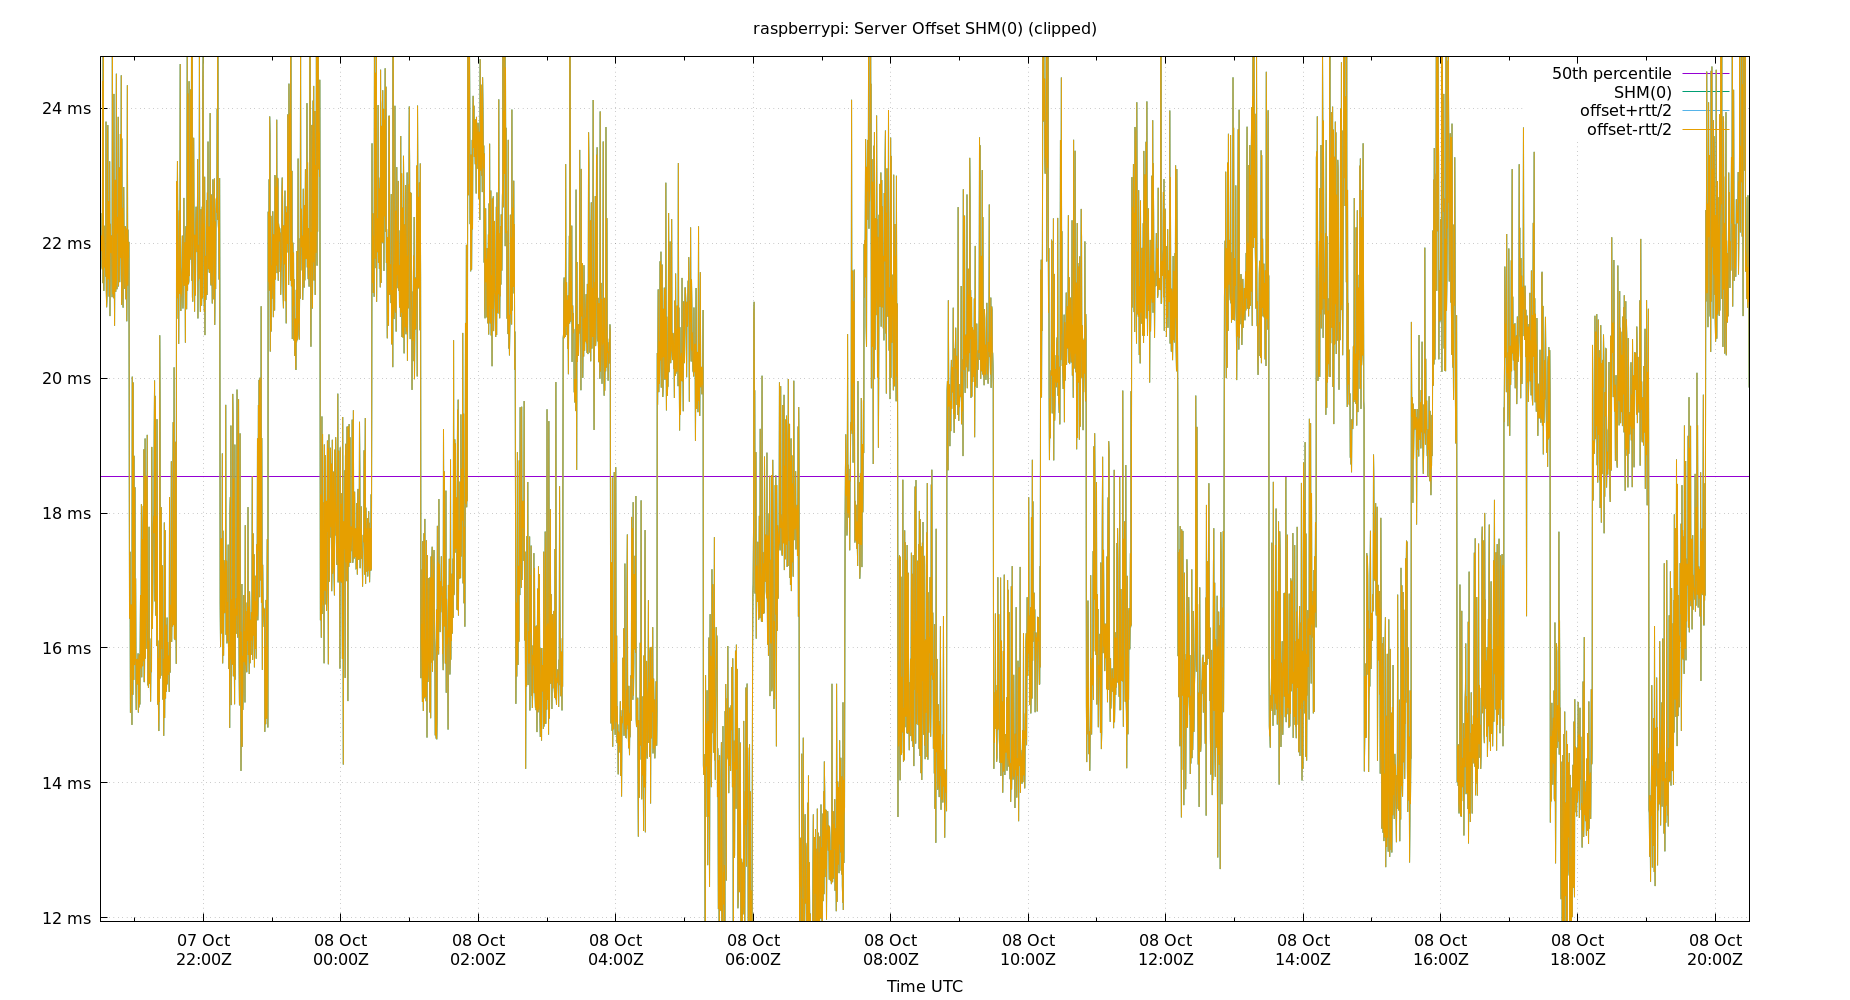 raspberrypi: Server Offset SHM(0) (clipped)
50th percentile
SHM(0)
offset+rtt/2
offset-rtt/2
24 ms
22 ms
20 ms
18 ms
16 ms
14 ms
12 ms
07 Oct 08 Oct 08 Oct 08 Oct 08 Oct 08 Oct 08 Oct 08 Oct 08 Oct 08 Oct 08 Oct 08 Oct
22:00Z 00:00Z 02:00Z 04:00Z 06:00Z 08:00Z 10:00Z 12:00Z 14:00Z 16:00Z 18:00Z 20:00Z
Time UTC